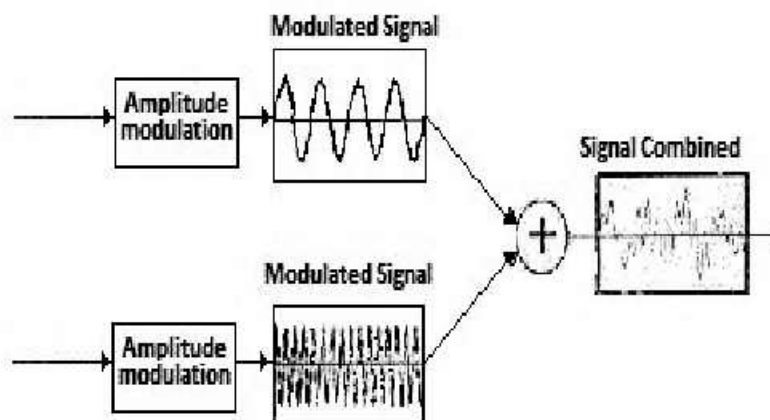 Modulated Signal
Amplitude
modulation
Signal Combined
+
Modulated Signal
Amplitude
modulation